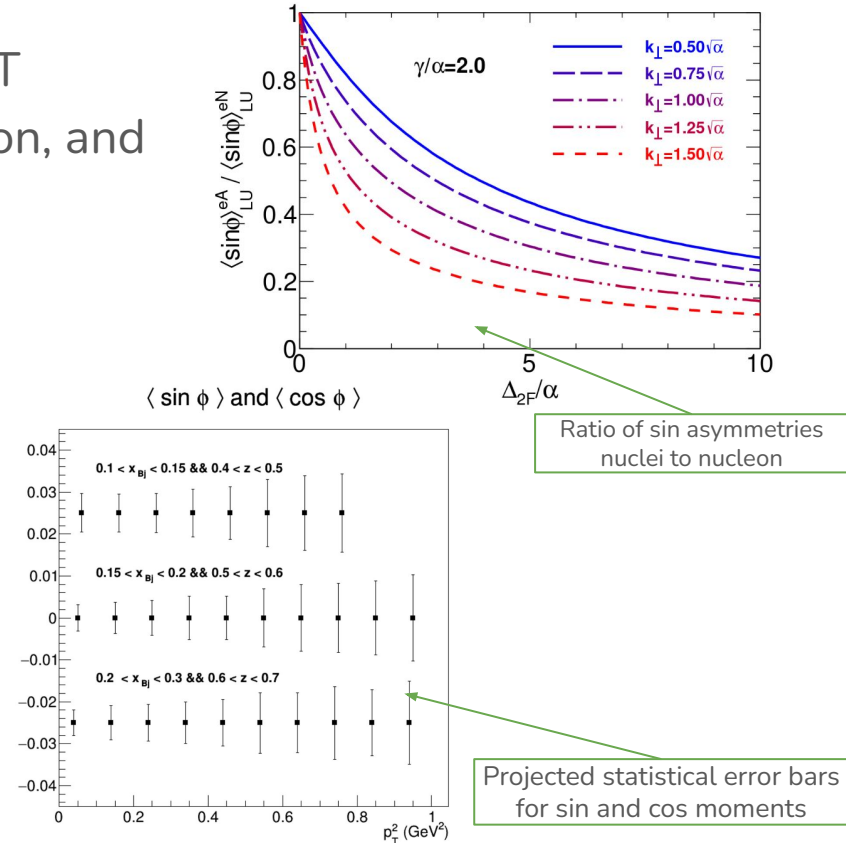 T
on, and
⟨sinϕ⟩ᵉᴬ_LU / ⟨sinϕ⟩ᵉᴺ_LU
1
0.8
0.6
0.4
0.2
0
γ/α=2.0
k⊥=0.50√α
k⊥=0.75√α
k⊥=1.00√α
k⊥=1.25√α
k⊥=1.50√α
0 5 10
Δ2F/α
Ratio of sin asymmetries
nuclei to nucleon
⟨ sin ϕ ⟩ and ⟨ cos ϕ ⟩
0.04
0.03
0.02
0.01
0
−0.01
−0.02
−0.03
−0.04
0.1 < xBj < 0.15 && 0.4 < z < 0.5
0.15 < xBj < 0.2 && 0.5 < z < 0.6
0.2 < xBj < 0.3 && 0.6 < z < 0.7
0 0.2 0.4 0.6 0.8 1
p²T (GeV²)
Projected statistical error bars
for sin and cos moments